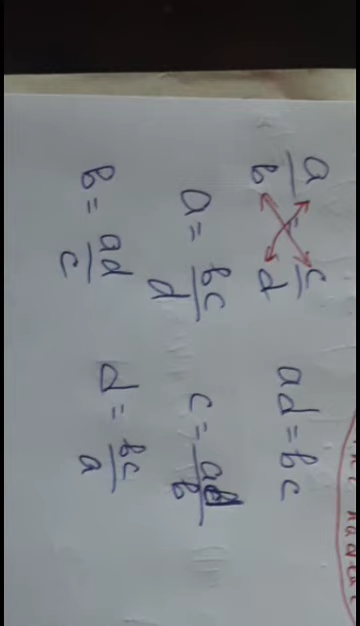 a/b = c/d    ad = bc
a = bc/d    c = ad/b
b = ad/c    d = bc/a